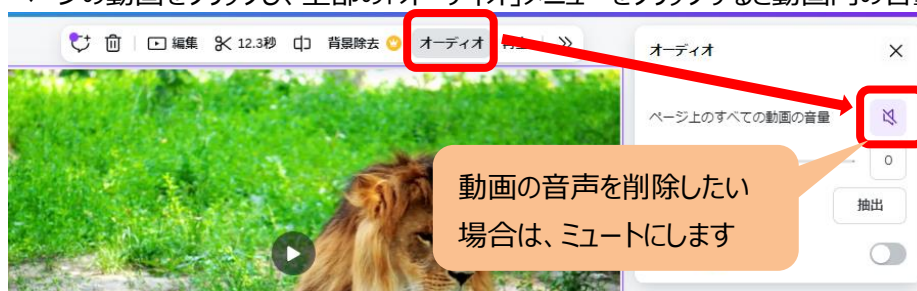 編集 12.3秒 背景除去 オーディオ
オーディオ
ページ上のすべての動画の音量
0
動画の音声を削除したい
場合は、ミュートにします
抽出